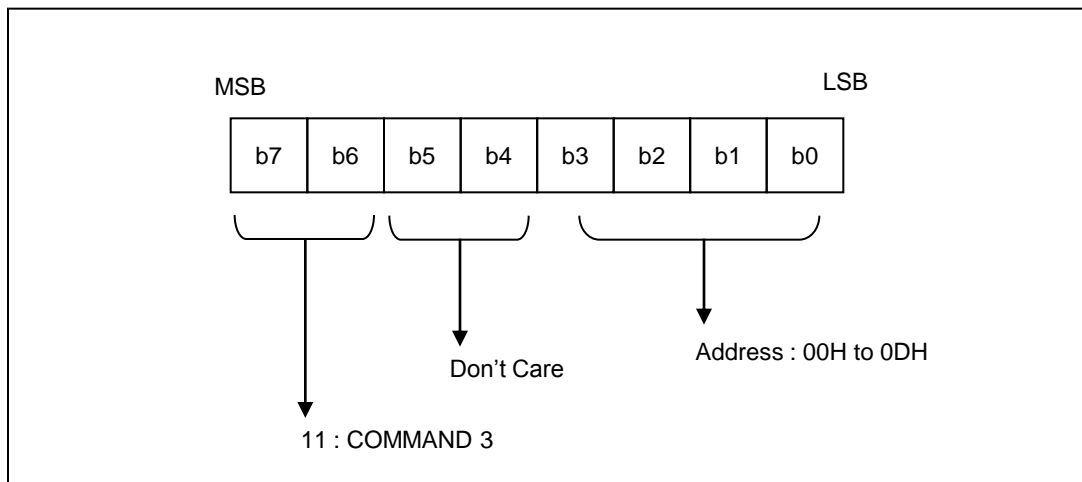 MSB
LSB
b7 b6 b5 b4 b3 b2 b1 b0
Address : 00H to 0DH
Don’t Care
11 : COMMAND 3